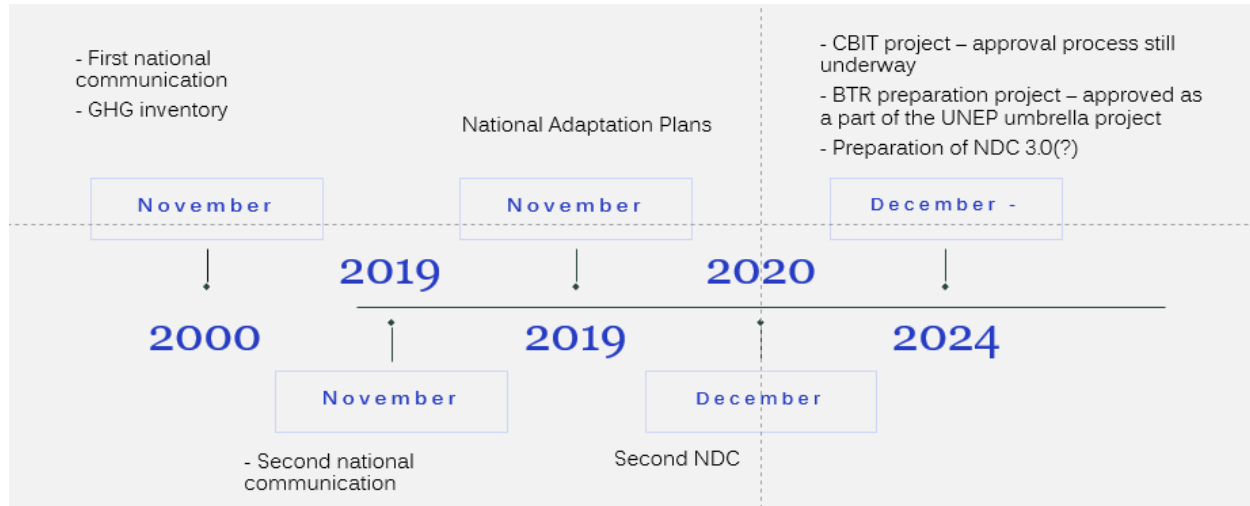 - First national
communication
- GHG inventory
November
2000
2019
November
- Second national
communication
National Adaptation Plans
November
2019
2020
December
Second NDC
- CBIT project – approval process still
underway
- BTR preparation project – approved as
a part of the UNEP umbrella project
- Preparation of NDC 3.0(?)
December -
2024